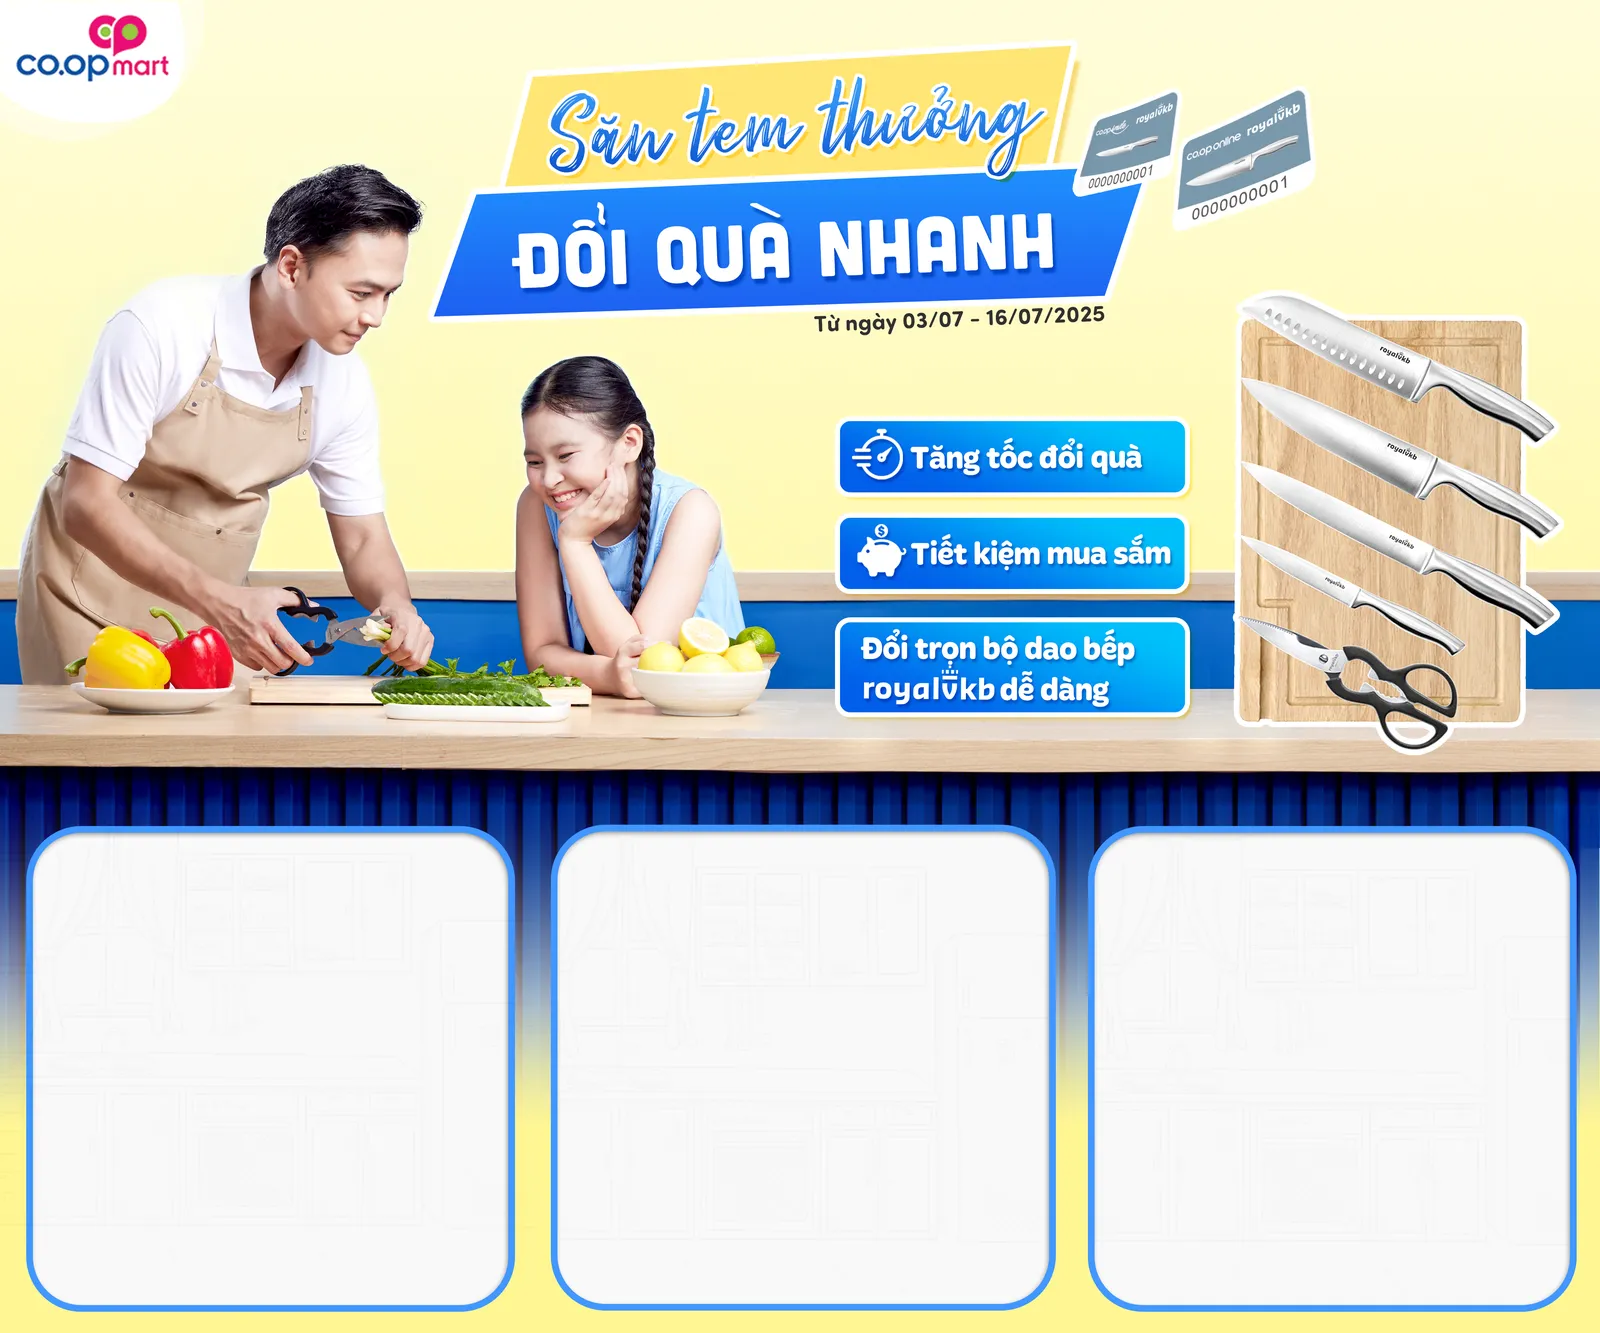 co.op mart
Săn tem thưởng
ĐỔI QUÀ NHANH
Từ ngày 03/07 - 16/07/2025
co.op smile royalvkb
0000000001
co.op online royalvkb
0000000001
Tăng tốc đổi quà
Tiết kiệm mua sắm
Đổi trọn bộ dao bếp
royalvkb dễ dàng
royalvkb
royalvkb
royalvkb
royalvkb